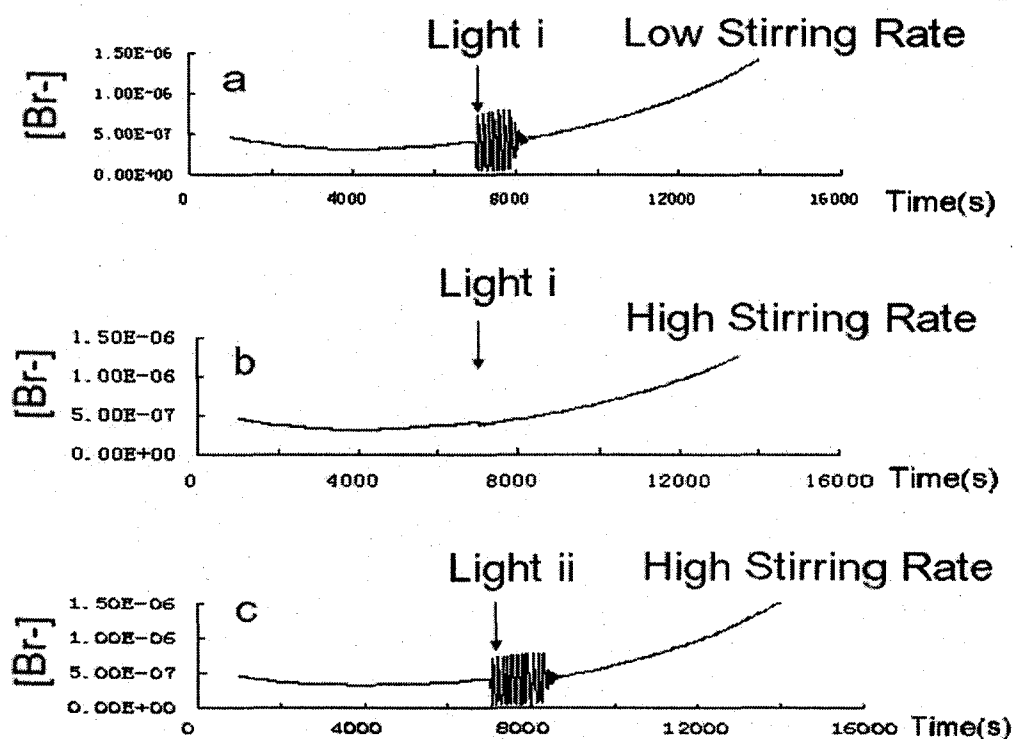 Light i Low Stirring Rate
a
[Br-]
1.50E-06
1.00E-06
5.00E-07
0.00E+00
0 4000 8000 12000 16000 Time(s)
Light i
High Stirring Rate
b
[Br-]
1.50E-06
1.00E-06
5.00E-07
0.00E+00
0 4000 8000 12000 16000 Time(s)
Light ii High Stirring Rate
c
[Br-]
1.50E-06
1.00E-06
5.00E-07
0.00E+00
0 4000 8000 12000 16000 Time(s)